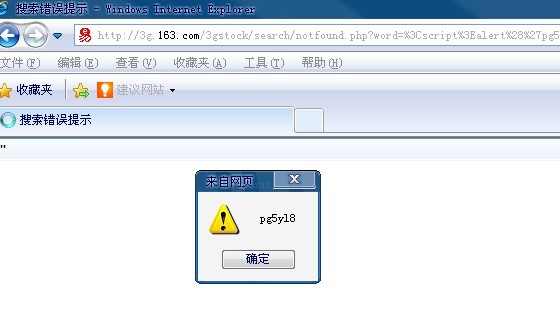 搜索错误提示 - Windows Internet Explorer
http://3g.163.com/3gstock/search/notfound.php?word=%3Cscript%3Ealert%28%27pg5
文件(F) 编辑(E) 查看(V) 收藏夹(A) 工具(T) 帮助(H)
收藏夹 建议网站
搜索错误提示
"
来自网页
pg5yl8
确定